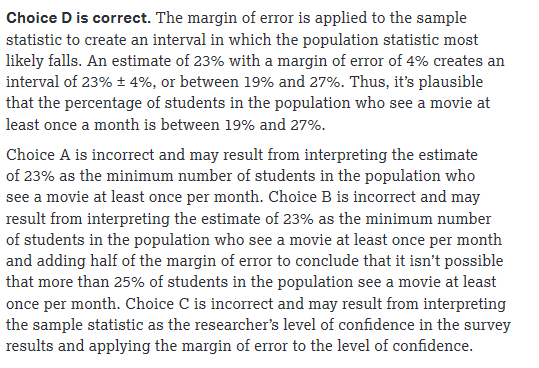 Choice D is correct. The margin of error is applied to the sample
statistic to create an interval in which the population statistic most
likely falls. An estimate of 23% with a margin of error of 4% creates an
interval of 23% ± 4%, or between 19% and 27%. Thus, it’s plausible
that the percentage of students in the population who see a movie at
least once a month is between 19% and 27%.
Choice A is incorrect and may result from interpreting the estimate
of 23% as the minimum number of students in the population who
see a movie at least once per month. Choice B is incorrect and may
result from interpreting the estimate of 23% as the minimum number
of students in the population who see a movie at least once per month
and adding half of the margin of error to conclude that it isn’t possible
that more than 25% of students in the population see a movie at least
once per month. Choice C is incorrect and may result from interpreting
the sample statistic as the researcher’s level of confidence in the survey
results and applying the margin of error to the level of confidence.